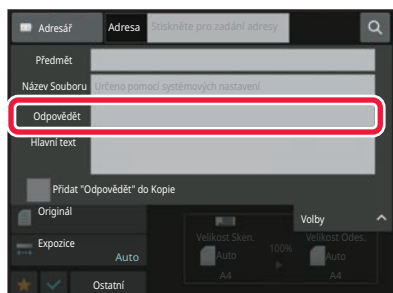 Adresář Adresa Stiskněte pro zadání adresy
Předmět
Název Souboru Určeno pomocí systémových nastavení
Odpovědět
Hlavní text
Přidat "Odpovědět" do Kopie
Originál
Volby
Expozice
Auto
Velikost Sken. 100% Velikost Odes.
Auto Auto
A4 A4
Ostatní